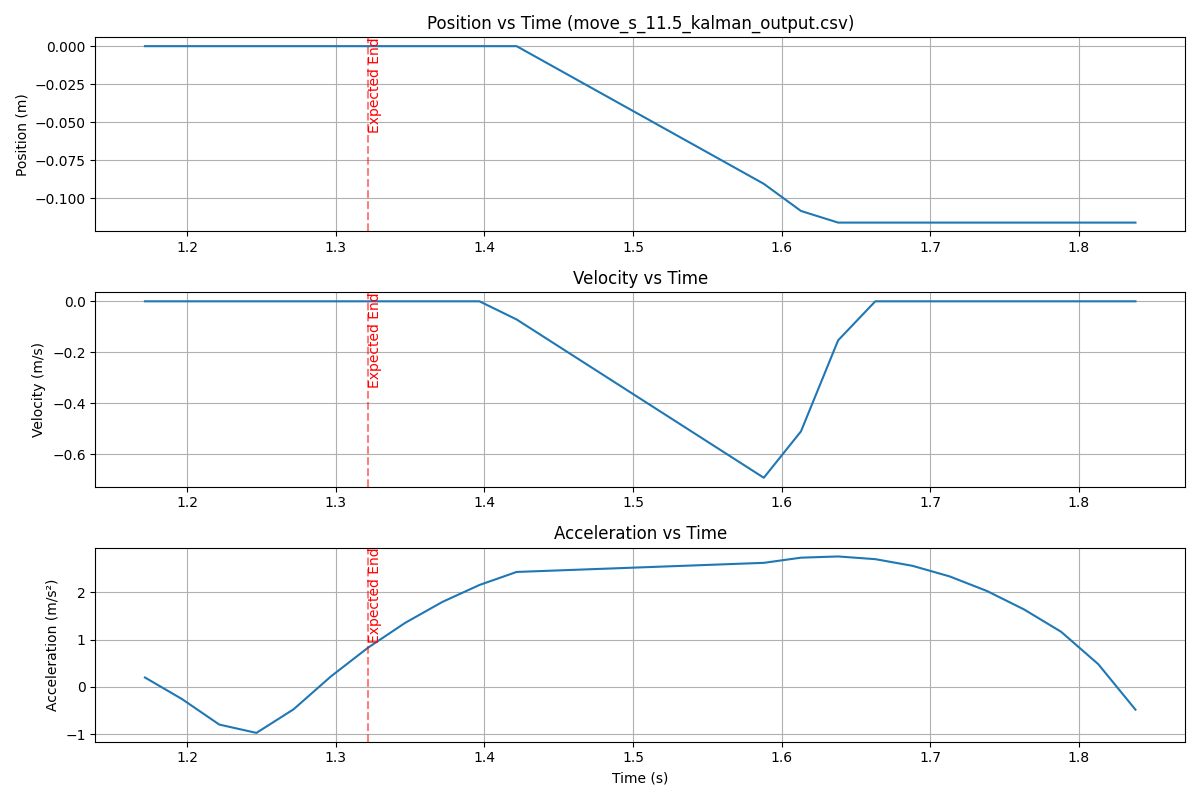 Position vs Time (move_s_11.5_kalman_output.csv)
Position (m)
0.000
−0.025
−0.050
−0.075
−0.100
Expected End
1.2 1.3 1.4 1.5 1.6 1.7 1.8
Velocity vs Time
Velocity (m/s)
0.0
−0.2
−0.4
−0.6
Expected End
1.2 1.3 1.4 1.5 1.6 1.7 1.8
Acceleration vs Time
Acceleration (m/s²)
2
1
0
−1
Expected End
1.2 1.3 1.4 1.5 1.6 1.7 1.8
Time (s)